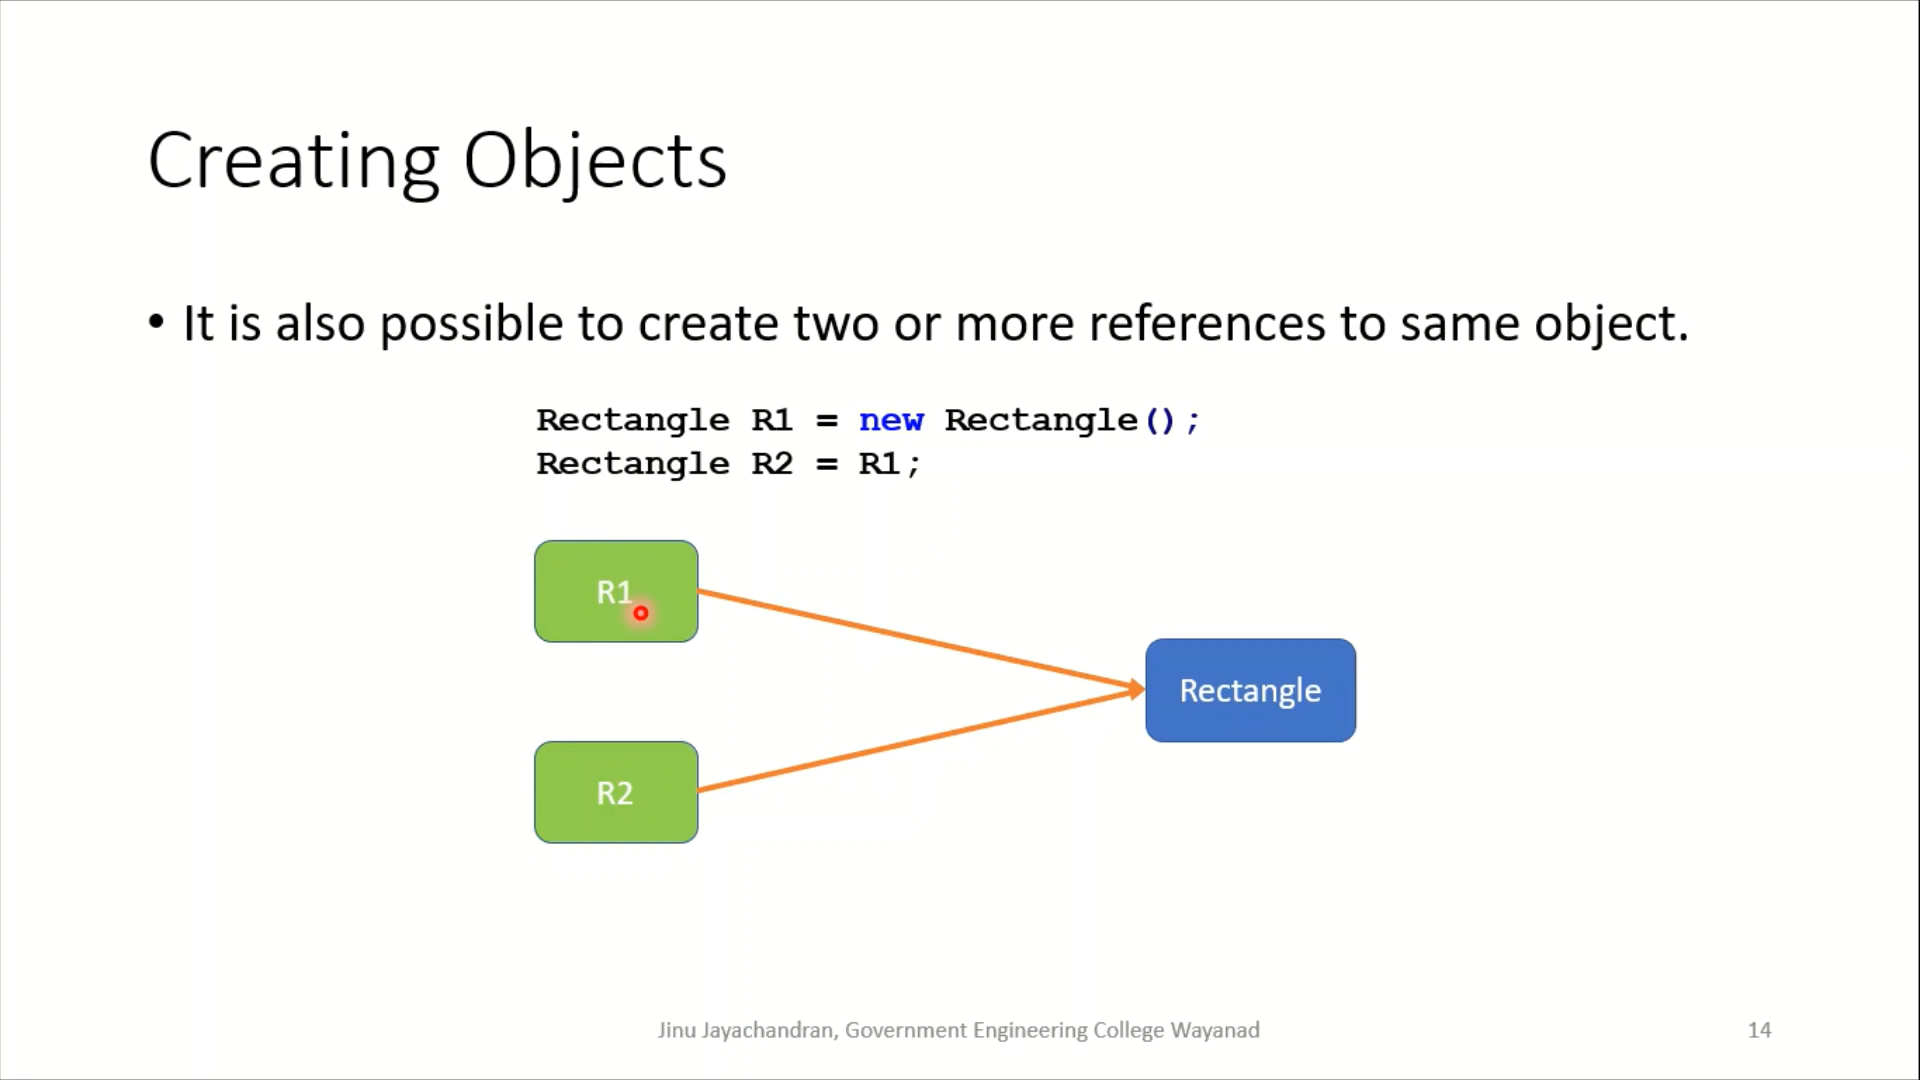 Creating Objects
• It is also possible to create two or more references to same object.
Rectangle R1 = new Rectangle();
Rectangle R2 = R1;
R1
Rectangle
R2
Jinu Jayachandran, Government Engineering College Wayanad
14